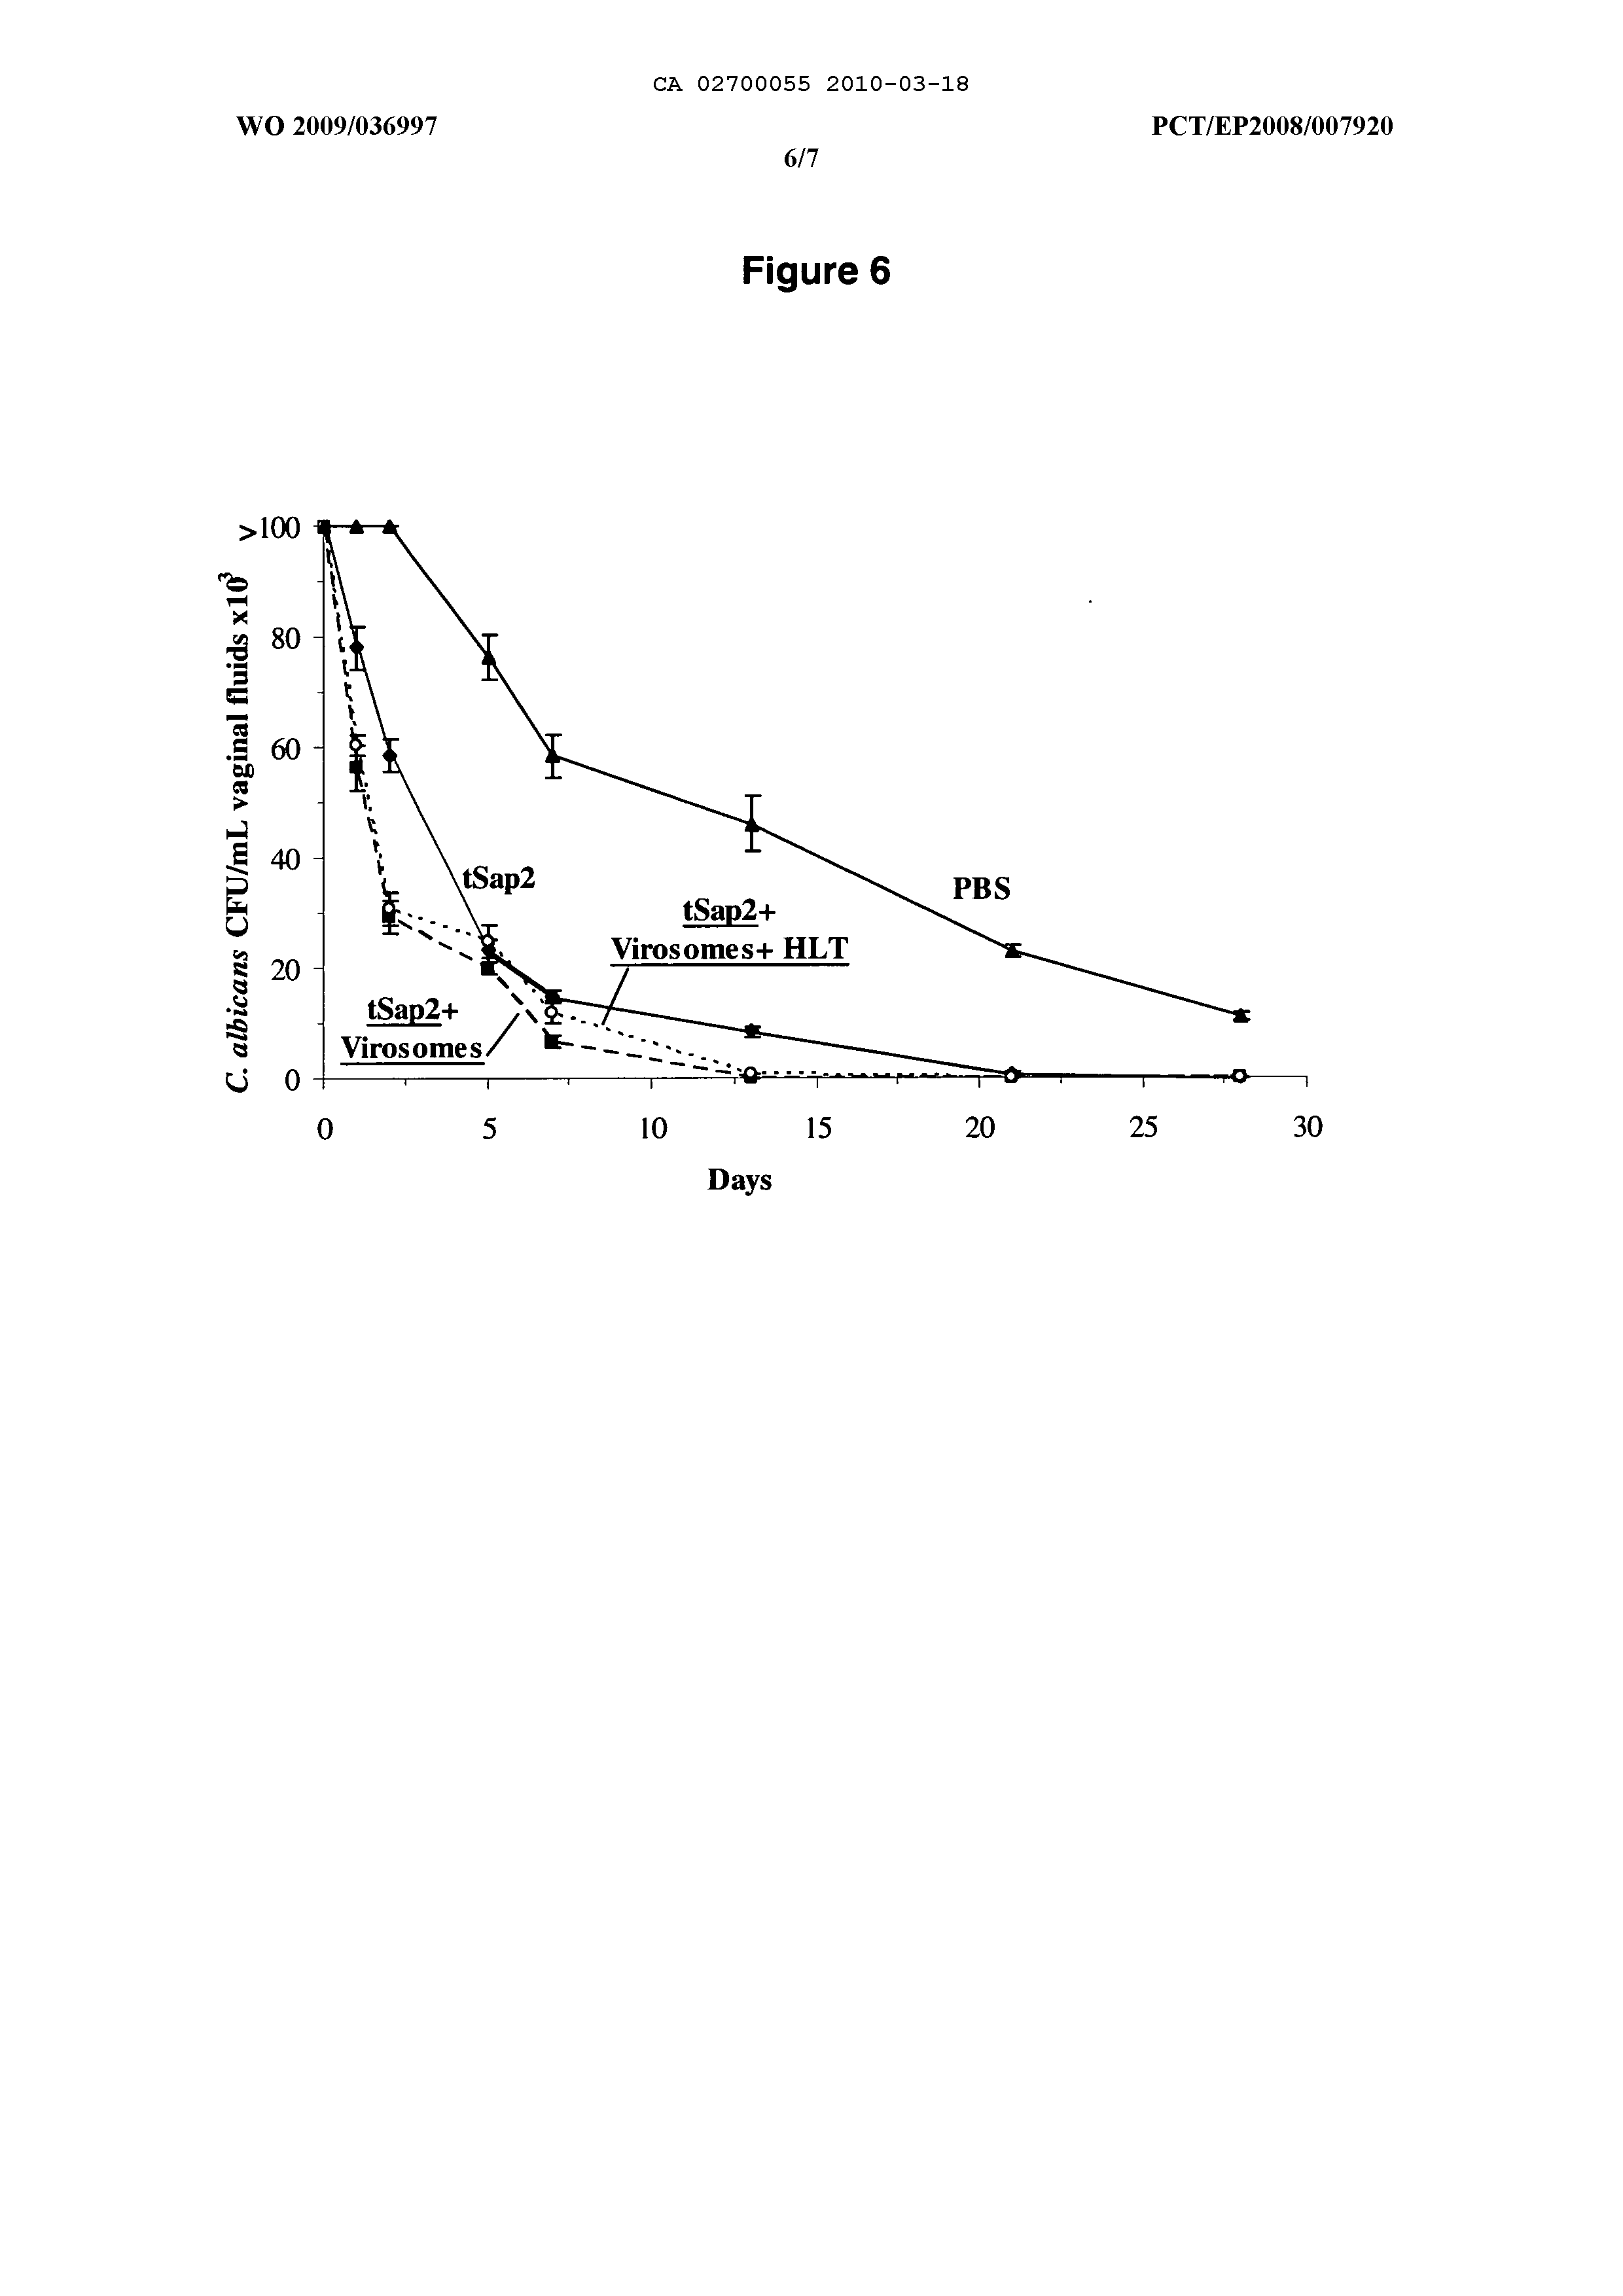 CA 02700055 2010-03-18
WO 2009/036997
PCT/EP2008/007920
6/7
Figure 6
C. albicans CFU/mL vaginal fluids x10³
>100
80
60
40
20
0
tSap2
PBS
tSap2+
Virosomes+ HLT
tSap2+
Virosomes
0
5
10
15
20
25
30
Days